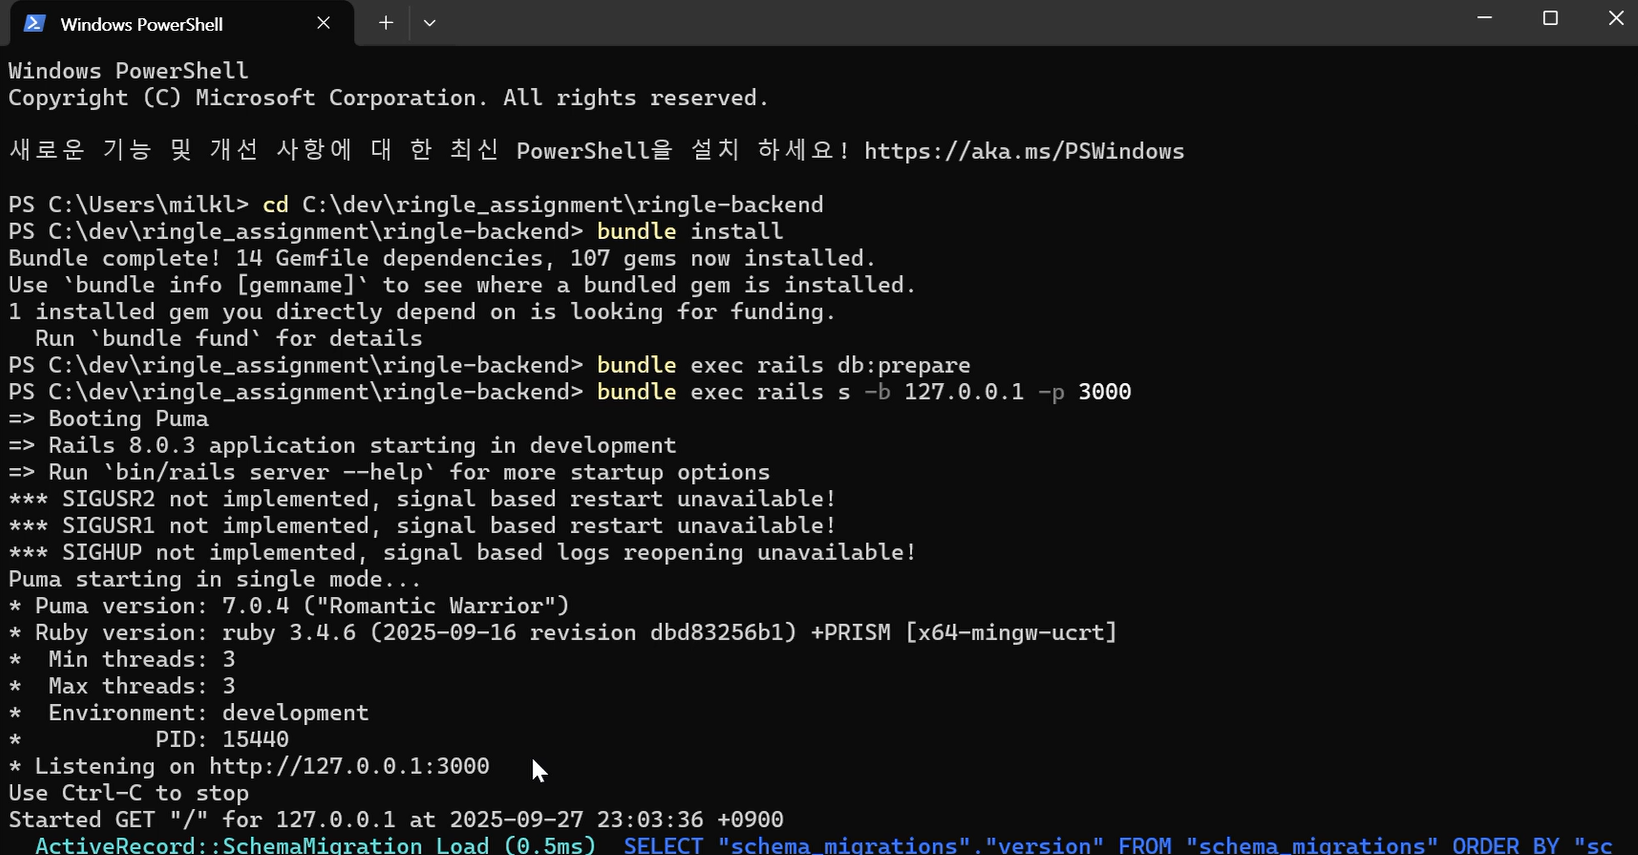 Windows PowerShell
Windows PowerShell
Copyright (C) Microsoft Corporation. All rights reserved.
새로운 기능 및 개선 사항에 대 한 최신 PowerShell을 설치 하세요! https://aka.ms/PSWindows
PS C:\Users\milkl> cd C:\dev\ringle_assignment\ringle-backend
PS C:\dev\ringle_assignment\ringle-backend> bundle install
Bundle complete! 14 Gemfile dependencies, 107 gems now installed.
Use `bundle info [gemname]` to see where a bundled gem is installed.
1 installed gem you directly depend on is looking for funding.
  Run `bundle fund` for details
PS C:\dev\ringle_assignment\ringle-backend> bundle exec rails db:prepare
PS C:\dev\ringle_assignment\ringle-backend> bundle exec rails s -b 127.0.0.1 -p 3000
=> Booting Puma
=> Rails 8.0.3 application starting in development
=> Run `bin/rails server --help` for more startup options
*** SIGUSR2 not implemented, signal based restart unavailable!
*** SIGUSR1 not implemented, signal based restart unavailable!
*** SIGHUP not implemented, signal based logs reopening unavailable!
Puma starting in single mode...
* Puma version: 7.0.4 ("Romantic Warrior")
* Ruby version: ruby 3.4.6 (2025-09-16 revision dbd83256b1) +PRISM [x64-mingw-ucrt]
*  Min threads: 3
*  Max threads: 3
*  Environment: development
*          PID: 15440
* Listening on http://127.0.0.1:3000
Use Ctrl-C to stop
Started GET "/" for 127.0.0.1 at 2025-09-27 23:03:36 +0900
  ActiveRecord::SchemaMigration Load (0.5ms)  SELECT "schema_migrations"."version" FROM "schema_migrations" ORDER BY "sc